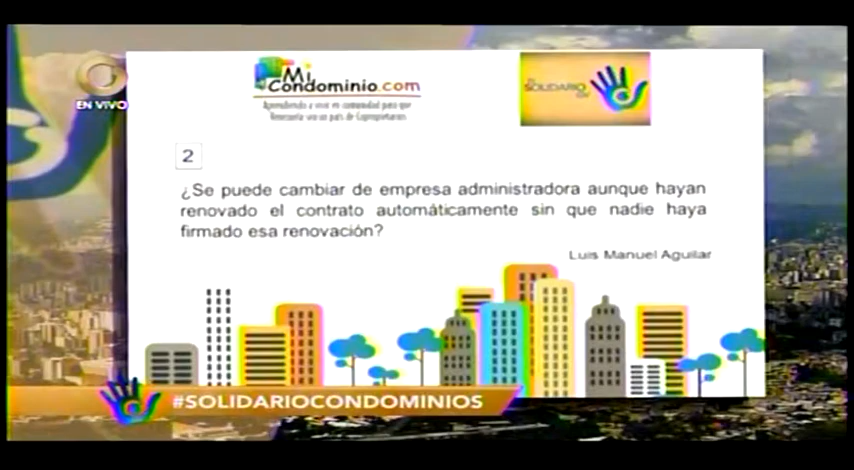 EN VIVO
Mi
Condominio.com
Aprendiendo a vivir en comunidad para que
Venezuela sea un país de Copropietarios
SOLIDARIO
2
¿Se puede cambiar de empresa administradora aunque hayan
renovado el contrato automáticamente sin que nadie haya
firmado esa renovación?
Luis Manuel Aguilar
#SOLIDARIOCONDOMINIOS